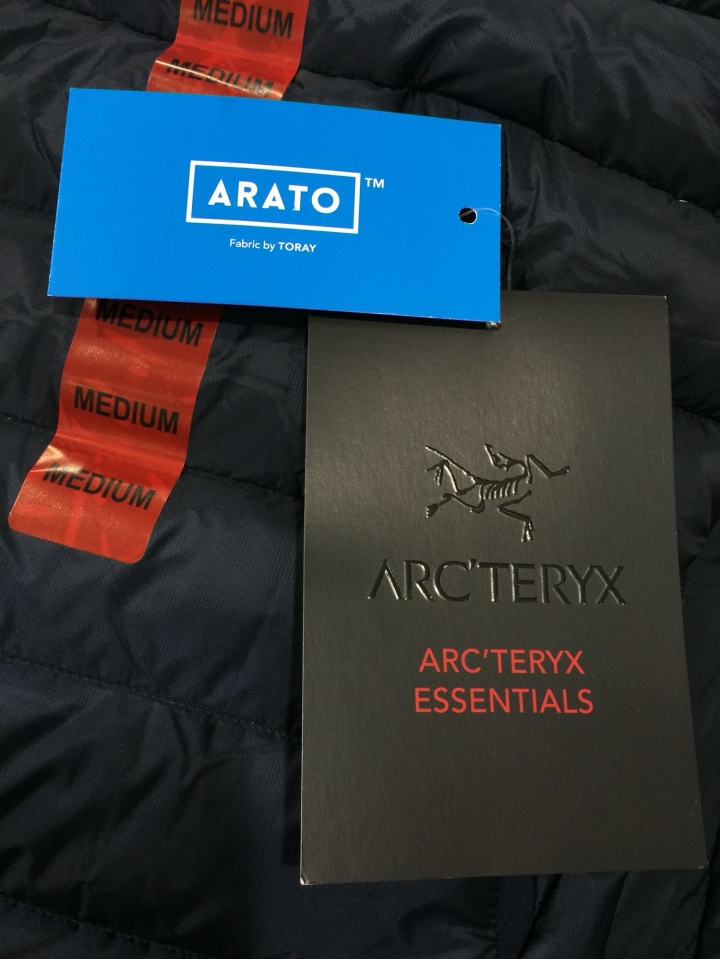 MEDIUM
MEDIUM
ARATO™
Fabric by TORAY
MEDIUM
MEDIUM
MEDIUM
ARC'TERYX
ARC'TERYX
ESSENTIALS